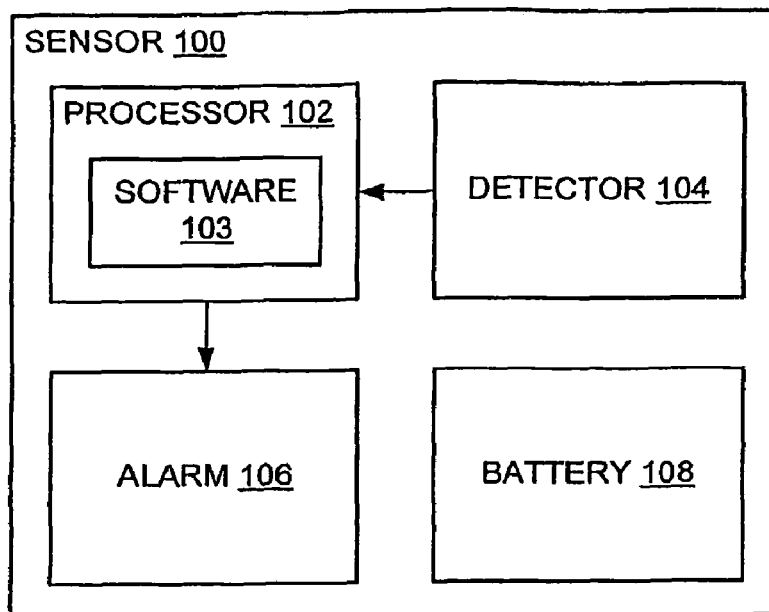 SENSOR 100
PROCESSOR 102
SOFTWARE
103
DETECTOR 104
ALARM 106
BATTERY 108